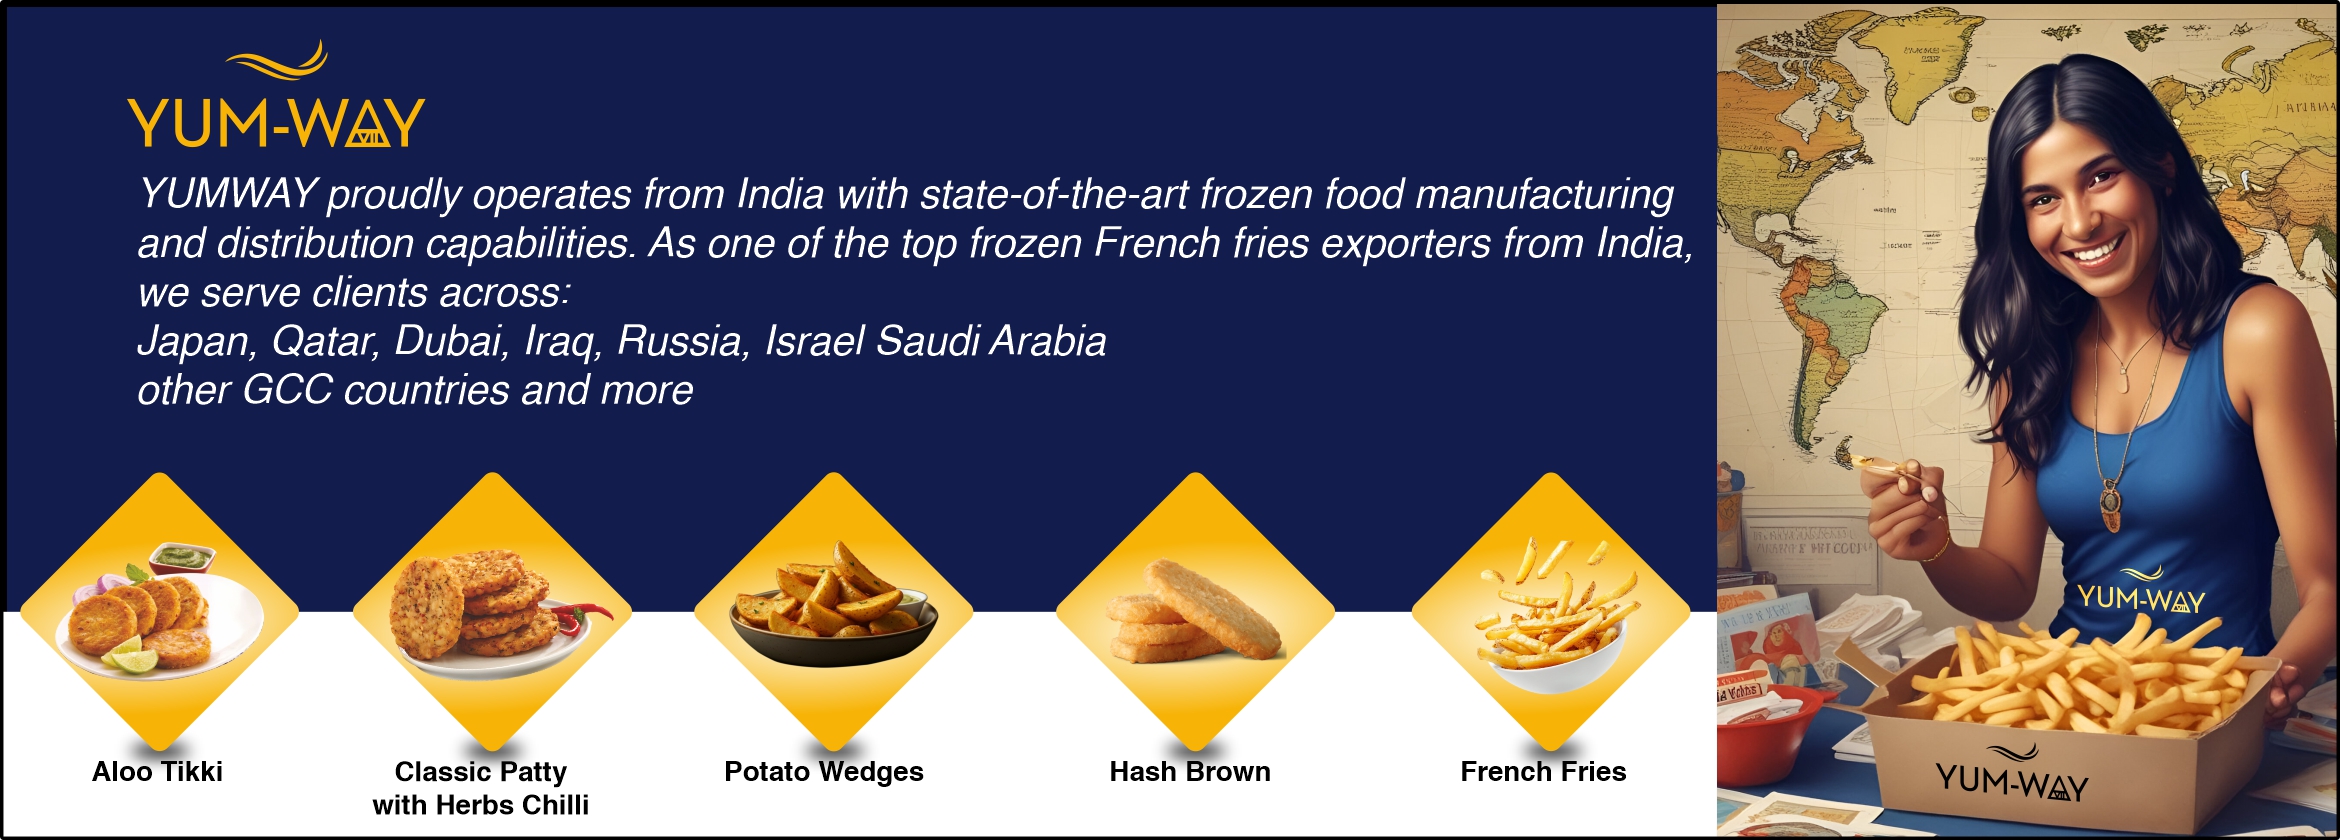 YUM-WAY
YUMWAY proudly operates from India with state-of-the-art frozen food manufacturing
and distribution capabilities. As one of the top frozen French fries exporters from India,
we serve clients across:
Japan, Qatar, Dubai, Iraq, Russia, Israel Saudi Arabia
other GCC countries and more
Aloo Tikki
Classic Patty
with Herbs Chilli
Potato Wedges
Hash Brown
French Fries
YUM-WAY
YUM-WAY